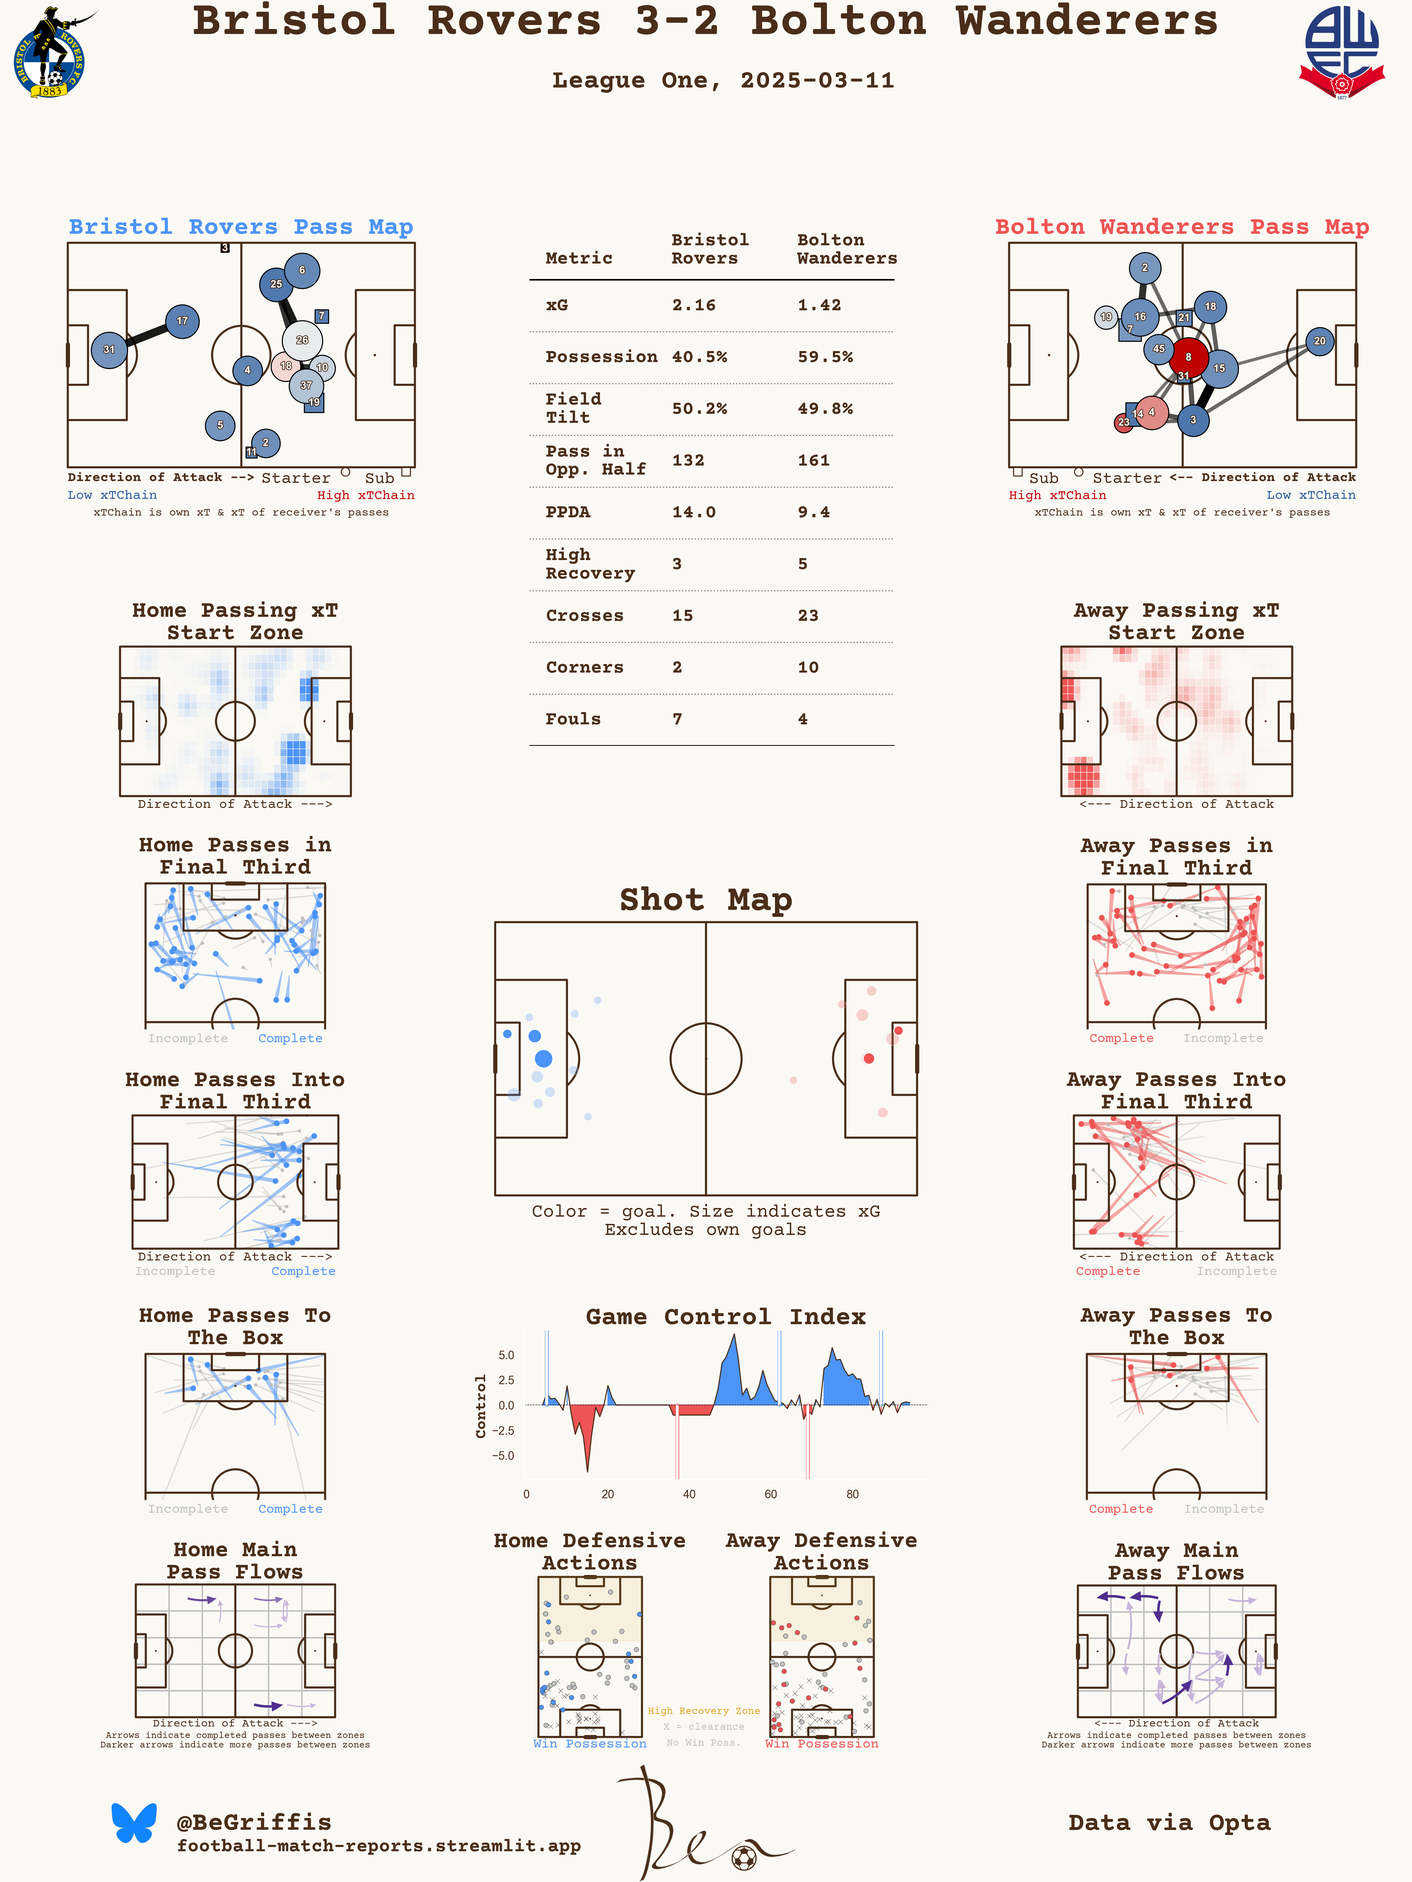 Bristol Rovers 3-2 Bolton Wanderers
League One, 2025-03-11
BRISTOL ROVERS F.C.
1883
BWFC
1877
Bristol Rovers Pass Map
3
6
25
7
17
26
31
18
10
4
37
19
5
2
11
Direction of Attack --> Starter Sub
Low xTChain High xTChain
xTChain is own xT & xT of receiver's passes
Metric Bristol Rovers Bolton Wanderers
xG 2.16 1.42
Possession 40.5% 59.5%
Field Tilt 50.2% 49.8%
Pass in Opp. Half 132 161
PPDA 14.0 9.4
High Recovery 3 5
Crosses 15 23
Corners 2 10
Fouls 7 4
Bolton Wanderers Pass Map
2
18
19
16
21
7
20
45
8
15
31
14
4
23
3
Sub Starter <-- Direction of Attack
High xTChain Low xTChain
xTChain is own xT & xT of receiver's passes
Home Passing xT
Start Zone
Direction of Attack --->
Away Passing xT
Start Zone
<--- Direction of Attack
Home Passes in
Final Third
Incomplete Complete
Shot Map
Color = goal. Size indicates xG
Excludes own goals
Away Passes in
Final Third
Complete Incomplete
Home Passes Into
Final Third
Direction of Attack --->
Incomplete Complete
Away Passes Into
Final Third
<--- Direction of Attack
Complete Incomplete
Home Passes To
The Box
Incomplete Complete
Game Control Index
Control
5.0
2.5
0.0
−2.5
−5.0
0 20 40 60 80
Away Passes To
The Box
Complete Incomplete
Home Main
Pass Flows
Direction of Attack --->
Arrows indicate completed passes between zones
Darker arrows indicate more passes between zones
Home Defensive
Actions
Win Possession
High Recovery Zone
X = clearance
No Win Poss.
Away Defensive
Actions
Win Possession
Away Main
Pass Flows
<--- Direction of Attack
Arrows indicate completed passes between zones
Darker arrows indicate more passes between zones
@BeGriffis
football-match-reports.streamlit.app
Ben
Data via Opta